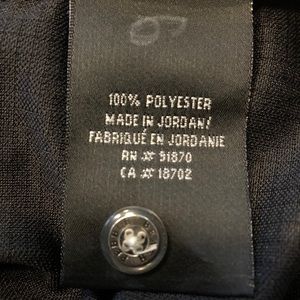 100% POLYESTER
MADE IN JORDAN/
FABRIQUÉ EN JORDANIE
RN # 91870
CA # 18702